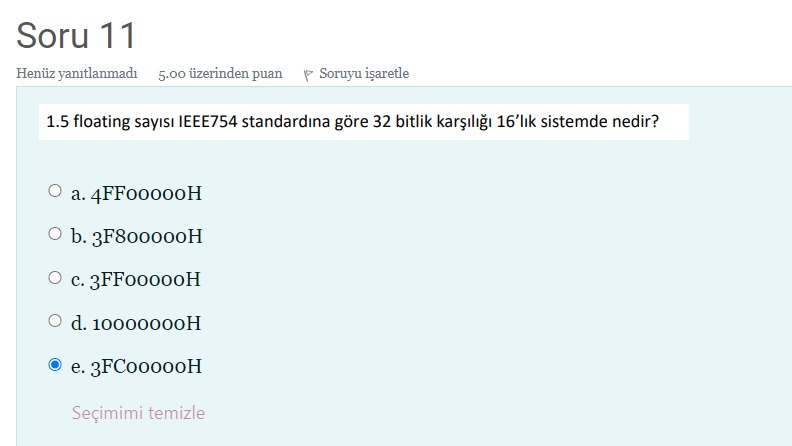 Soru 11
Henüz yanıtlanmadı 5.00 üzerinden puan Soruyu işaretle
1.5 floating sayısı IEEE754 standardına göre 32 bitlik karşılığı 16’lık sistemde nedir?
a. 4FF00000H
b. 3F800000H
c. 3FF00000H
d. 10000000H
e. 3FC00000H
Seçimimi temizle